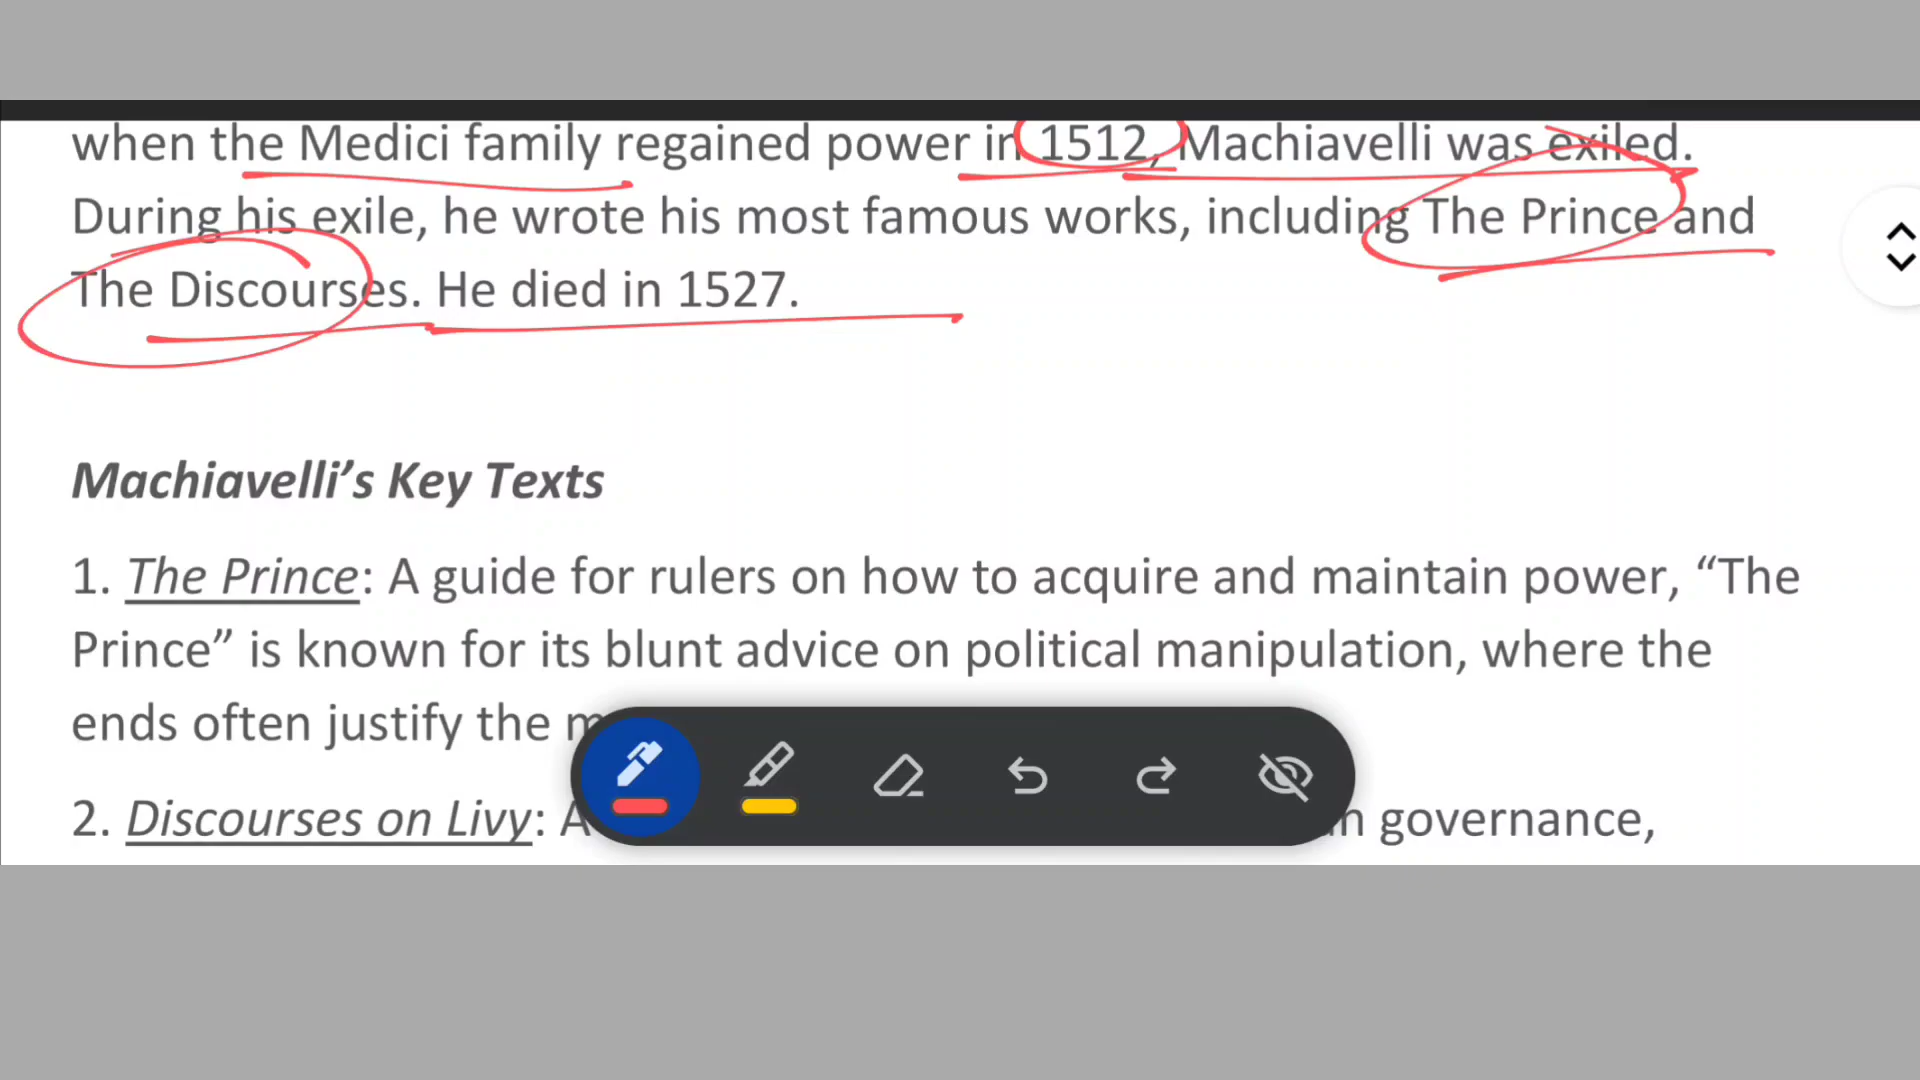 when the Medici family regained power in 1512, Machiavelli was exiled.
During his exile, he wrote his most famous works, including The Prince and
The Discourses. He died in 1527.
Machiavelli’s Key Texts
1. The Prince: A guide for rulers on how to acquire and maintain power, “The
Prince” is known for its blunt advice on political manipulation, where the
ends often justify the
2. Discourses on Livy: governance,